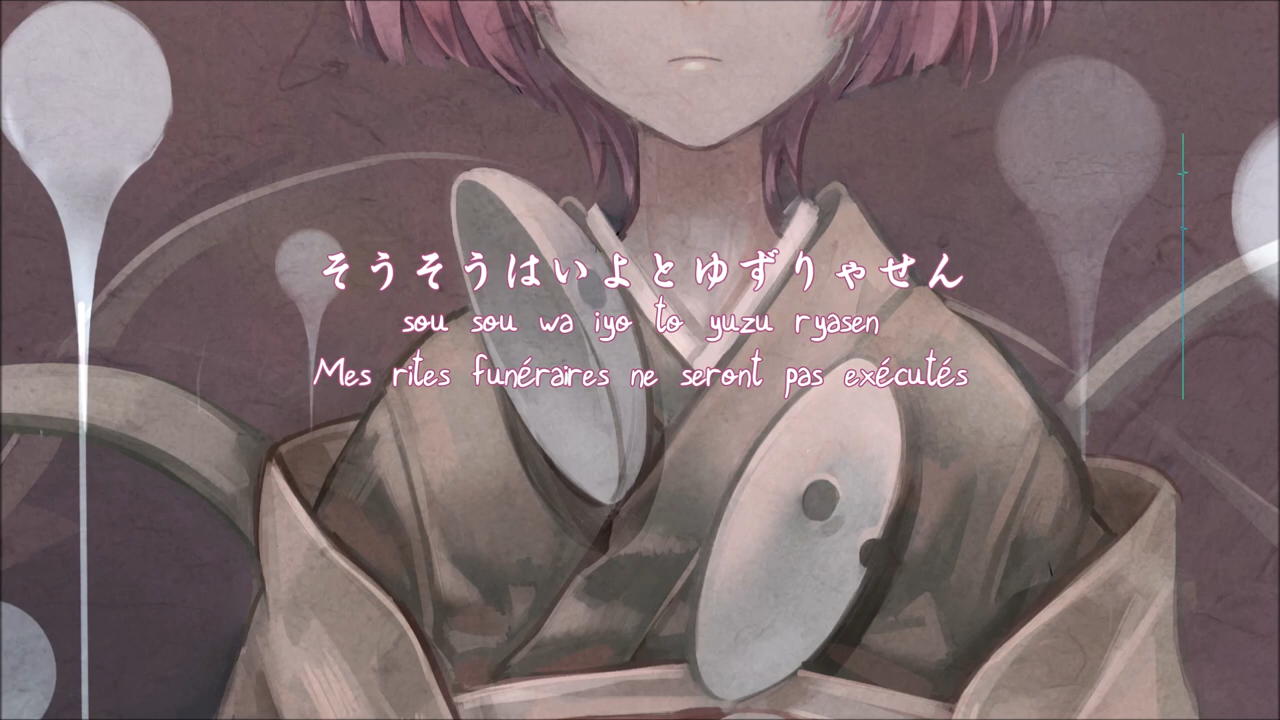 そうそうはいよとゆずりゃせん
sou sou wa iyo to yuzu ryasen
Mes rites funéraires ne seront pas exécutés